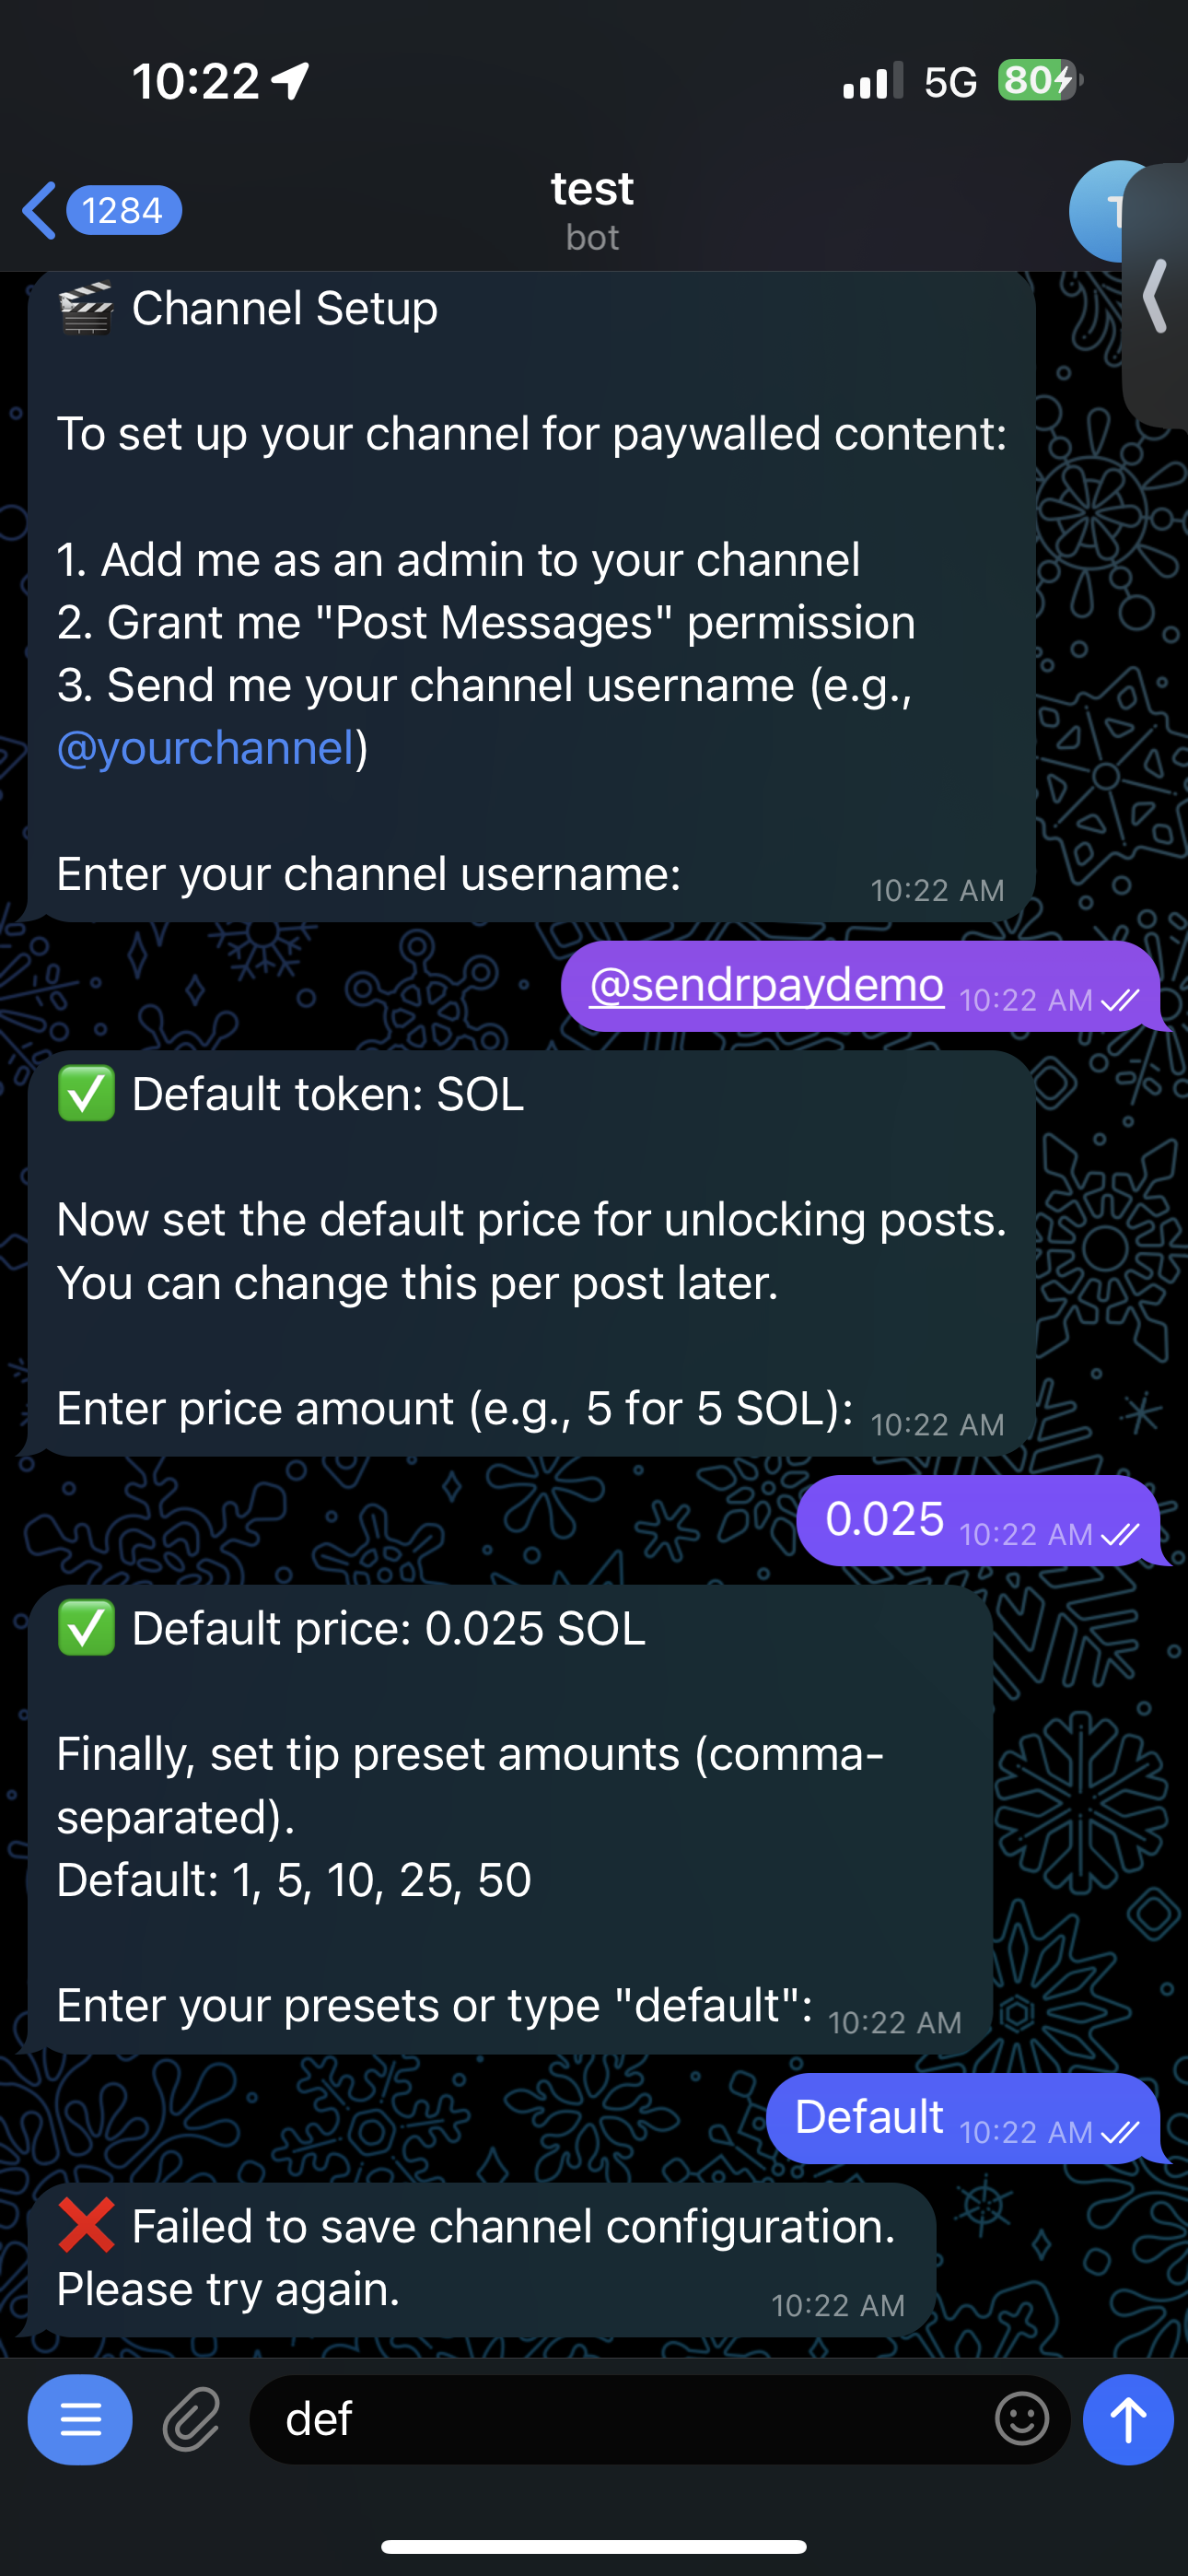 10:22
5G
80
1284
test
bot
T
Channel Setup
To set up your channel for paywalled content:
1. Add me as an admin to your channel
2. Grant me "Post Messages" permission
3. Send me your channel username (e.g.,
@yourchannel)
Enter your channel username:
10:22 AM
@sendrpaydemo
10:22 AM
Default token: SOL
Now set the default price for unlocking posts.
You can change this per post later.
Enter price amount (e.g., 5 for 5 SOL):
10:22 AM
0.025
10:22 AM
Default price: 0.025 SOL
Finally, set tip preset amounts (comma-
separated).
Default: 1, 5, 10, 25, 50
Enter your presets or type "default":
10:22 AM
Default
10:22 AM
Failed to save channel configuration.
Please try again.
10:22 AM
def